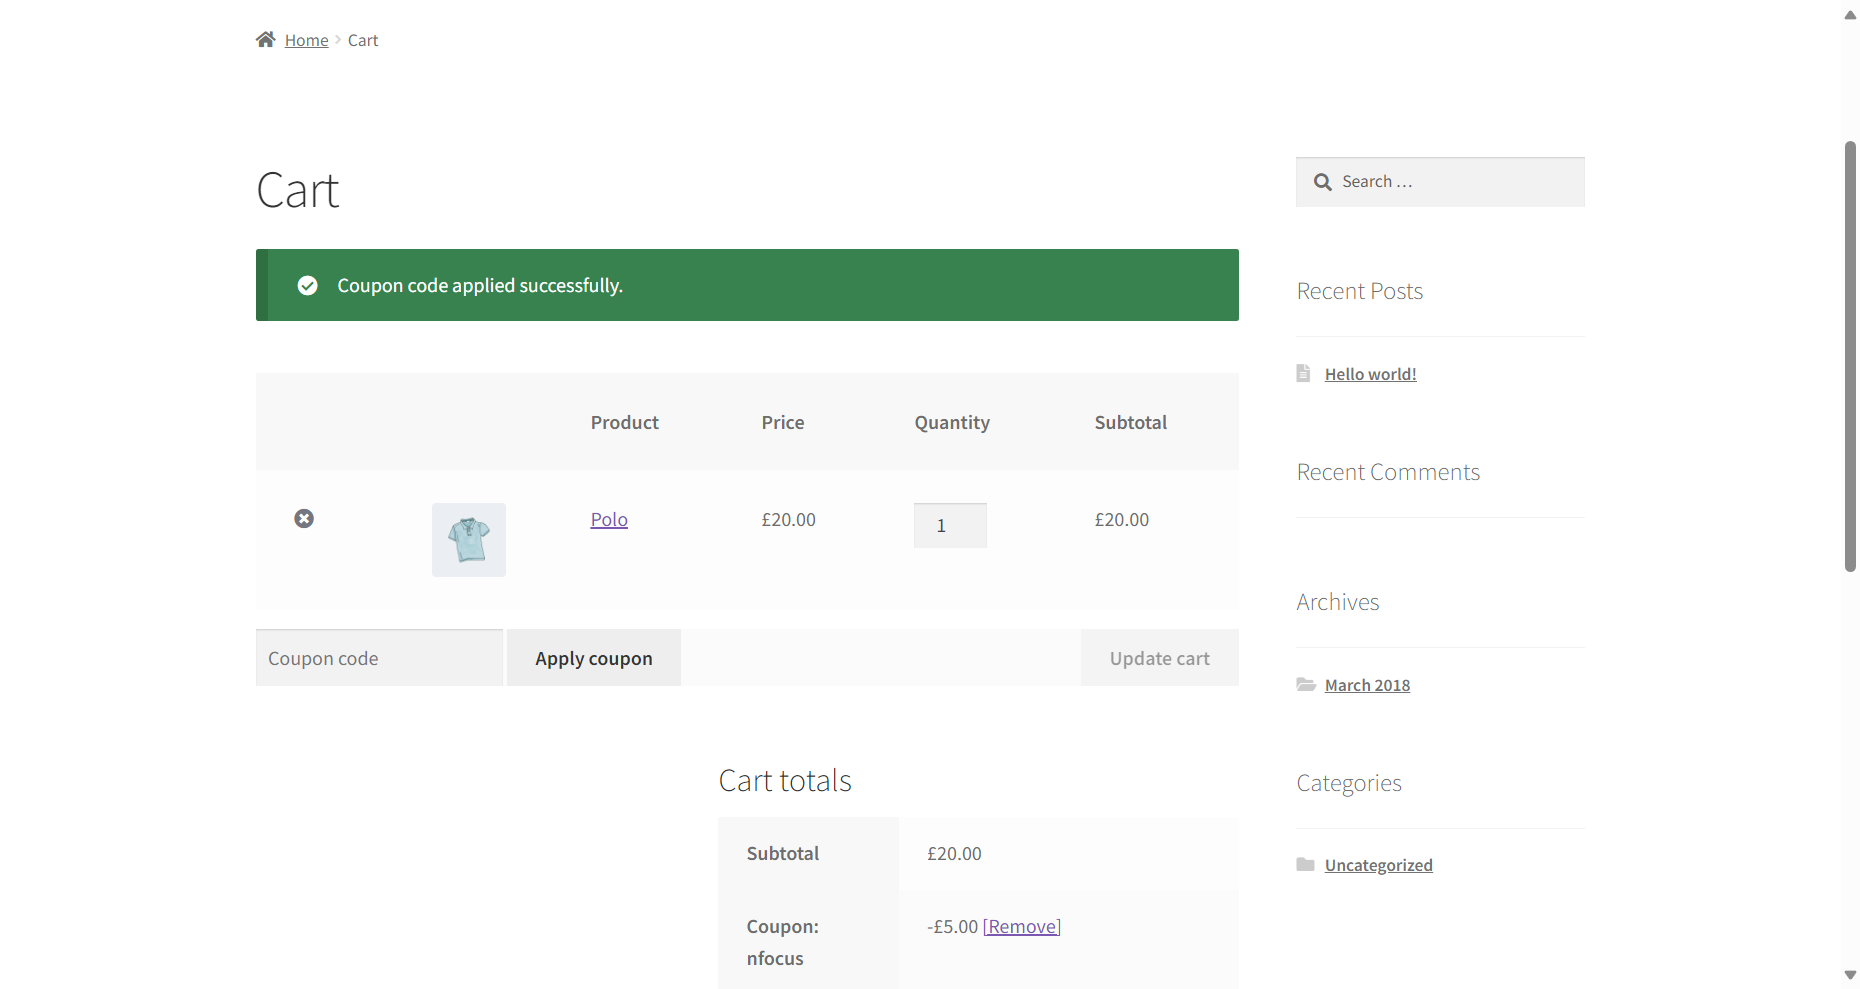 Home Cart
Cart
Coupon code applied successfully.
Product Price Quantity Subtotal
Polo £20.00 1 £20.00
Coupon code Apply coupon Update cart
Cart totals
Subtotal £20.00
Coupon: nfocus -£5.00 [Remove]
Search …
Recent Posts
Hello world!
Recent Comments
Archives
March 2018
Categories
Uncategorized